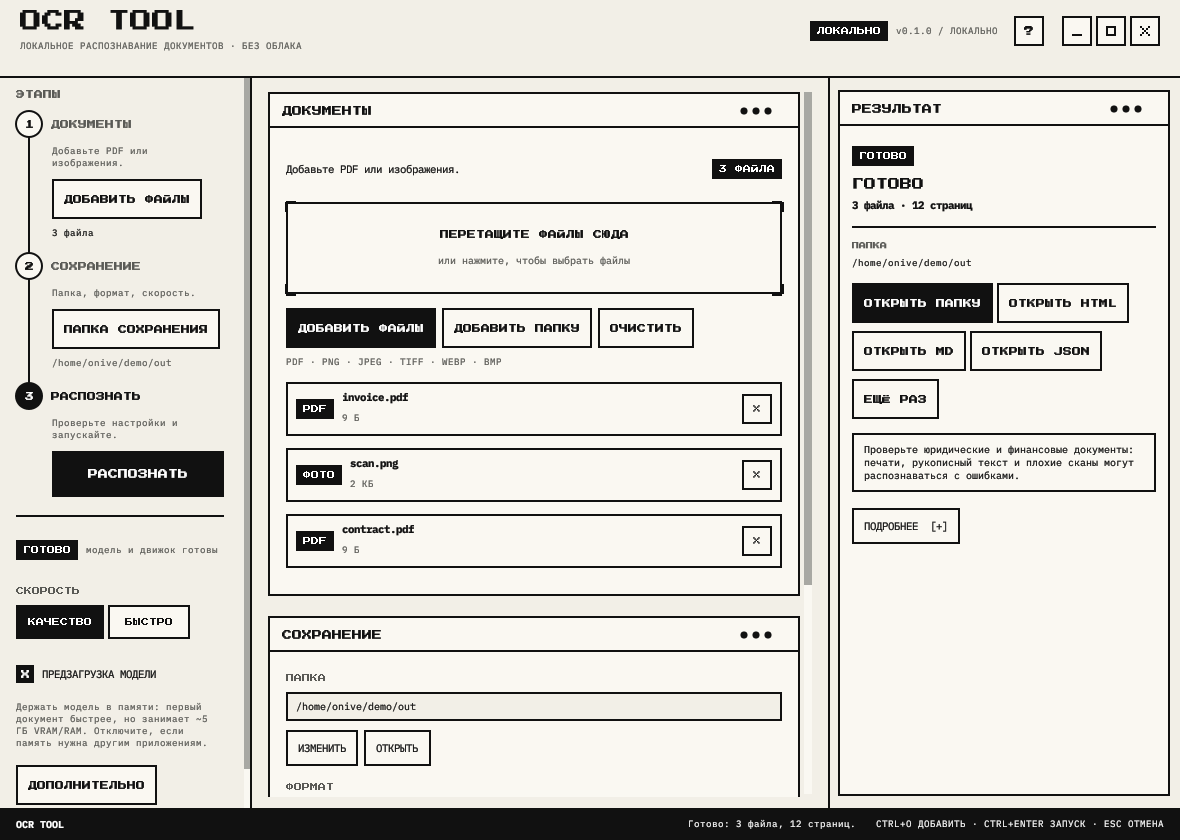 OCR TOOL
ЛОКАЛЬНОЕ РАСПОЗНАВАНИЕ ДОКУМЕНТОВ · БЕЗ ОБЛАКА
ЛОКАЛЬНО v0.1.0 / ЛОКАЛЬНО ?
ЭТАПЫ
1 ДОКУМЕНТЫ
Добавьте PDF или
изображения.
ДОБАВИТЬ ФАЙЛЫ
3 файла
2 СОХРАНЕНИЕ
Папка, формат, скорость.
ПАПКА СОХРАНЕНИЯ
/home/onive/demo/out
3 РАСПОЗНАТЬ
Проверьте настройки и
запускайте.
РАСПОЗНАТЬ
ГОТОВО модель и движок готовы
СКОРОСТЬ
КАЧЕСТВО БЫСТРО
X ПРЕДЗАГРУЗКА МОДЕЛИ
Держать модель в памяти: первый
документ быстрее, но занимает ~5
ГБ VRAM/RAM. Отключите, если
память нужна другим приложениям.
ДОПОЛНИТЕЛЬНО
ДОКУМЕНТЫ
Добавьте PDF или изображения.
3 ФАЙЛА
ПЕРЕТАЩИТЕ ФАЙЛЫ СЮДА
или нажмите, чтобы выбрать файлы
ДОБАВИТЬ ФАЙЛЫ ДОБАВИТЬ ПАПКУ ОЧИСТИТЬ
PDF · PNG · JPEG · TIFF · WEBP · BMP
PDF invoice.pdf
9 Б
×
ФОТО scan.png
2 КБ
×
PDF contract.pdf
9 Б
×
СОХРАНЕНИЕ
ПАПКА
/home/onive/demo/out
ИЗМЕНИТЬ ОТКРЫТЬ
ФОРМАТ
РЕЗУЛЬТАТ
ГОТОВО
ГОТОВО
3 файла · 12 страниц
ПАПКА
/home/onive/demo/out
ОТКРЫТЬ ПАПКУ ОТКРЫТЬ HTML
ОТКРЫТЬ MD ОТКРЫТЬ JSON
ЕЩЁ РАЗ
Проверьте юридические и финансовые документы:
печати, рукописный текст и плохие сканы могут
распознаваться с ошибками.
ПОДРОБНЕЕ [+]
OCR TOOL
Готово: 3 файла, 12 страниц. CTRL+O ДОБАВИТЬ · CTRL+ENTER ЗАПУСК · ESC ОТМЕНА